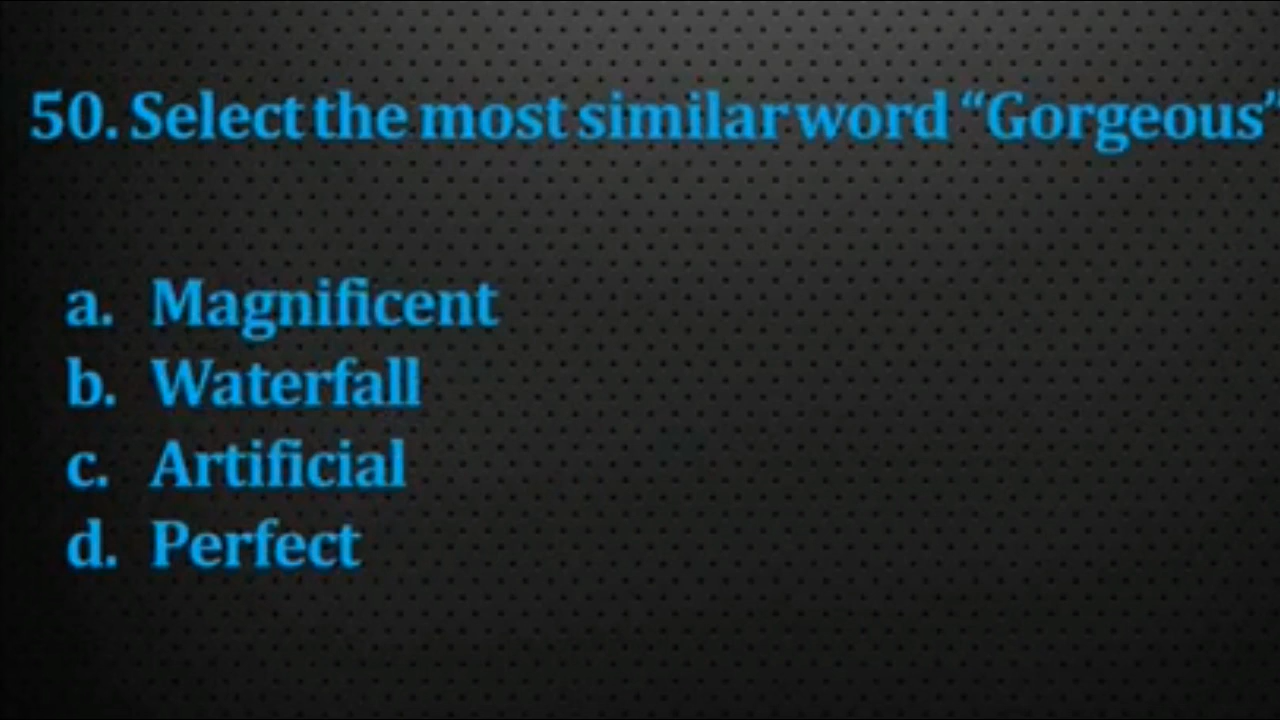 50. Select the most similar word “Gorgeous”
a. Magnificent
b. Waterfall
c. Artificial
d. Perfect